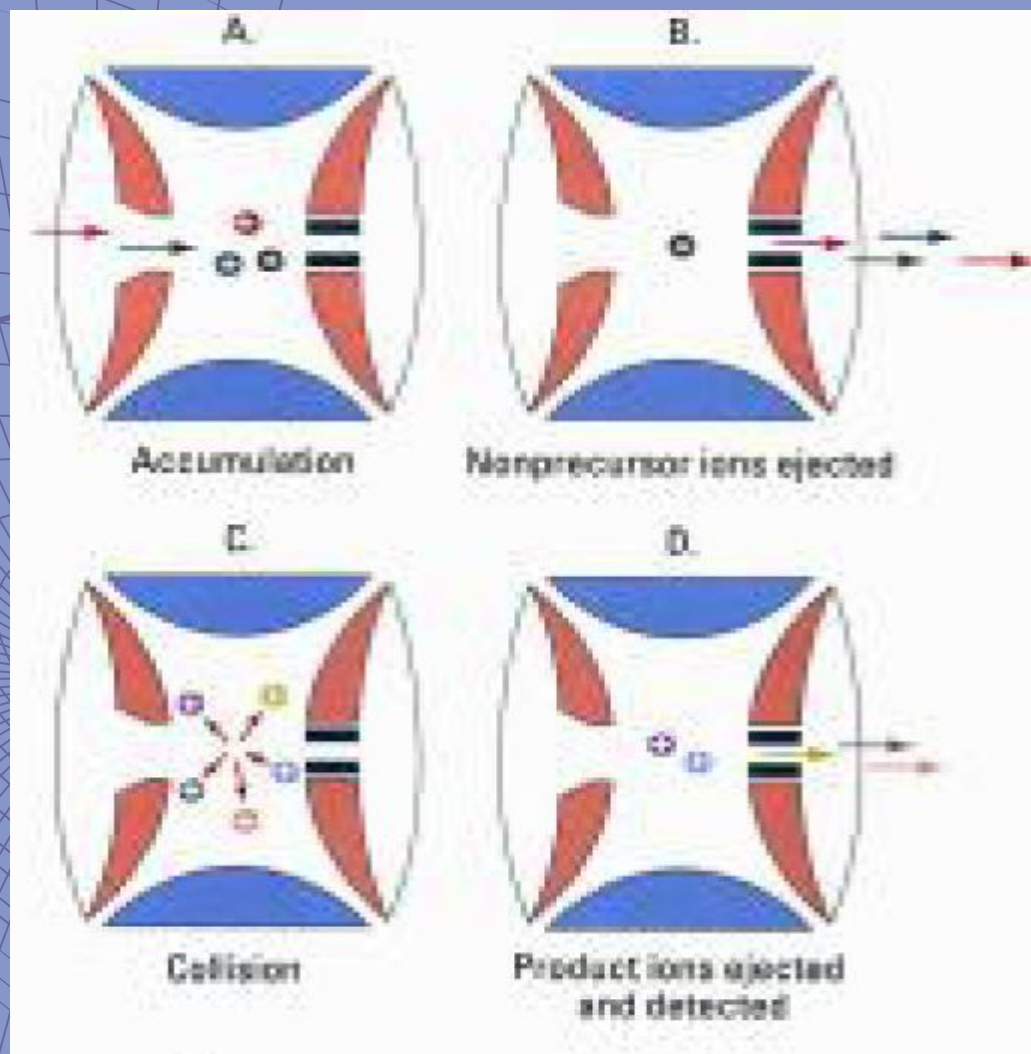 A.
B.
Accumulation
Nonprecursor ions ejected
C.
D.
Collision
Product ions ejected
and detected